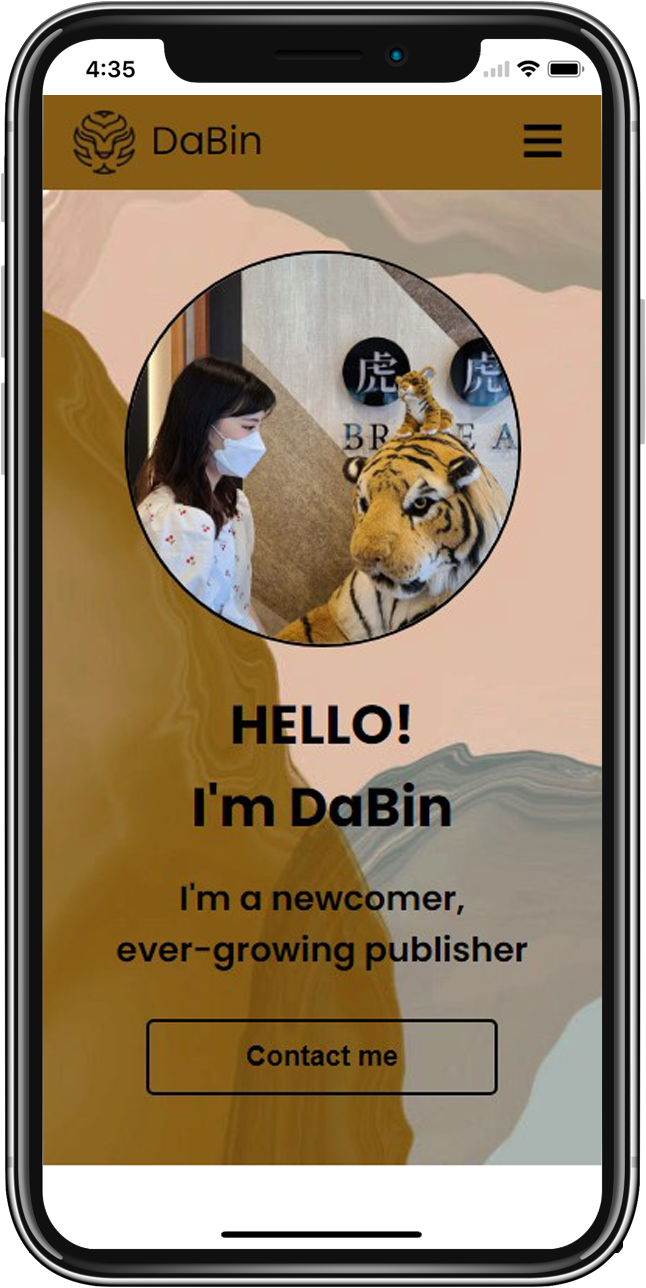 4:35
DaBin
虎 虎
BR E A
HELLO!
I'm DaBin
I'm a newcomer,
ever-growing publisher
Contact me